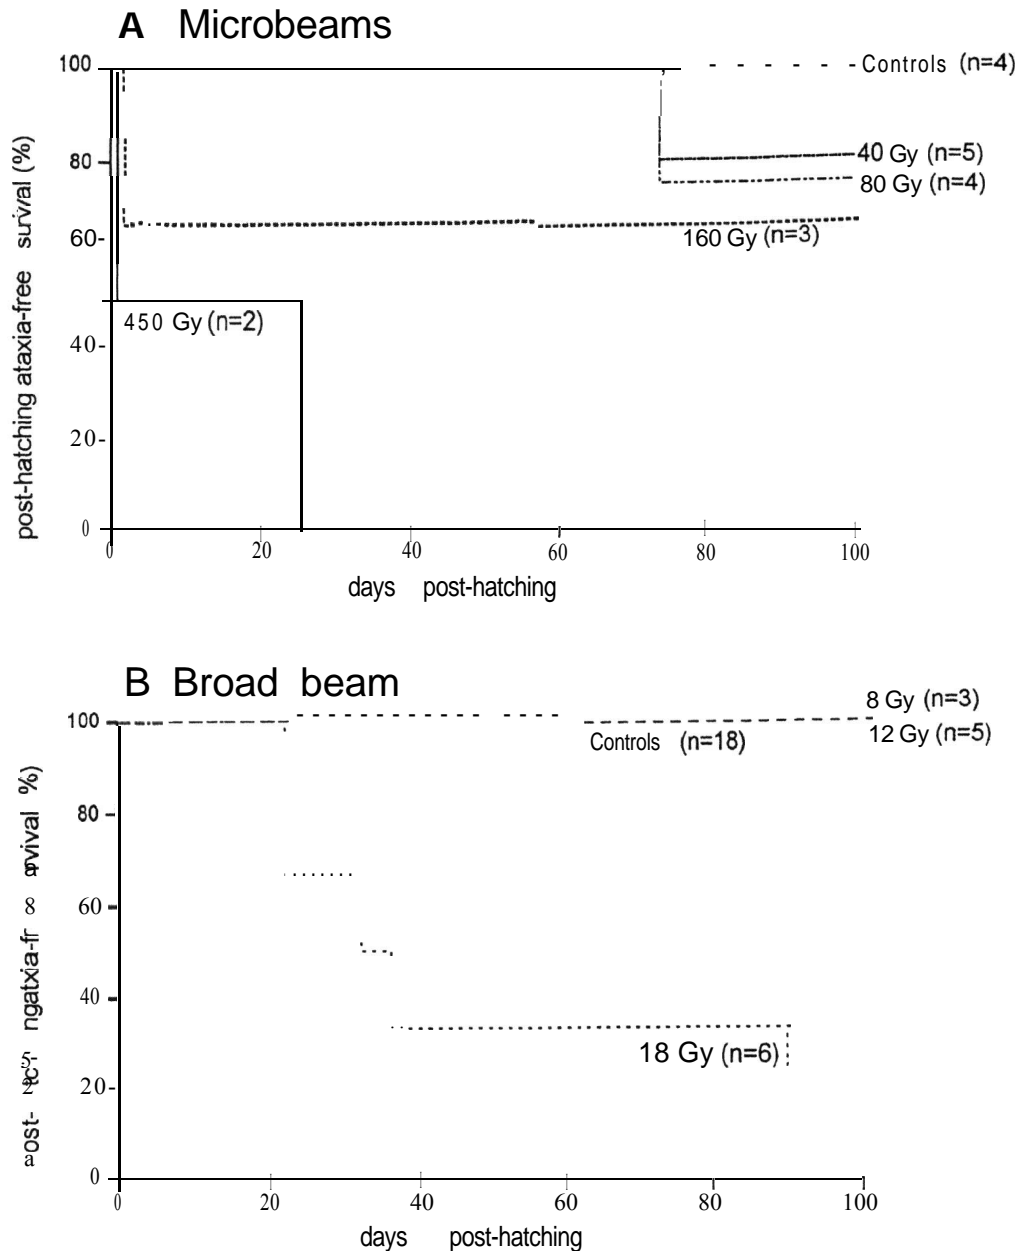 A Microbeams
100
80
60
40
20
0
post-hatching ataxia-free survival (%)
Controls (n=4)
40 Gy (n=5)
80 Gy (n=4)
160 Gy (n=3)
450 Gy (n=2)
0 20 40 60 80 100
days post-hatching
B Broad beam
100
80
60
40
20
0
8 Gy (n=3)
12 Gy (n=5)
Controls (n=18)
18 Gy (n=6)
0 20 40 60 80 100
days post-hatching